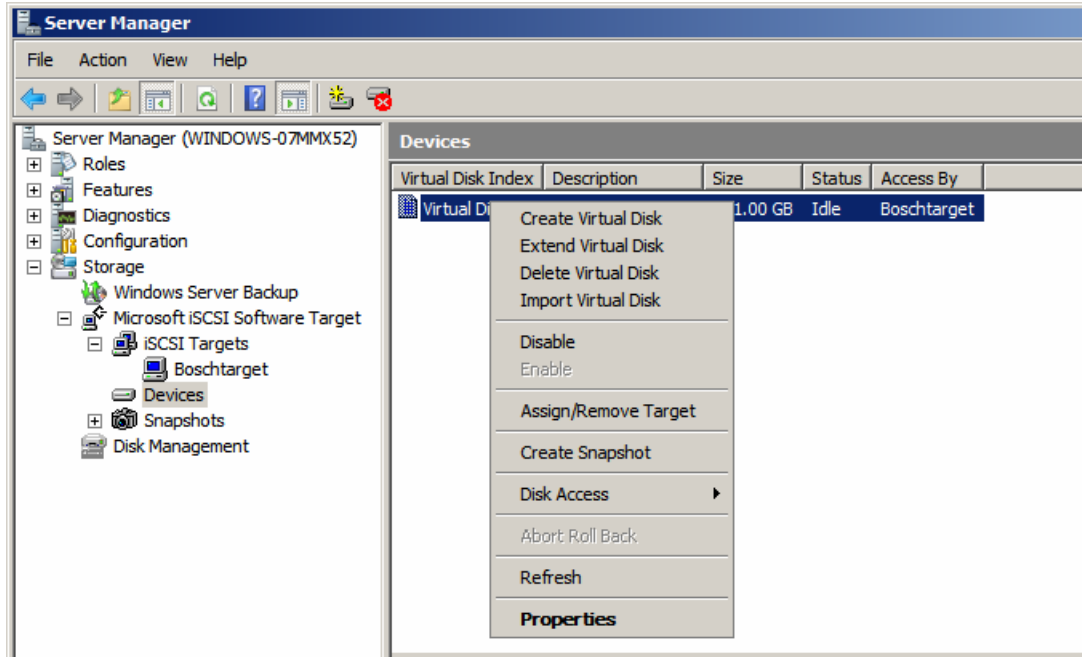 Server Manager
File Action View Help
Server Manager (WINDOWS-07MMX52)
Roles
Features
Diagnostics
Configuration
Storage
Windows Server Backup
Microsoft iSCSI Software Target
iSCSI Targets
Boschtarget
Devices
Snapshots
Disk Management
Devices
Virtual Disk Index Description Size Status Access By
Virtual Di 1.00 GB Idle Boschtarget
Create Virtual Disk
Extend Virtual Disk
Delete Virtual Disk
Import Virtual Disk
Disable
Enable
Assign/Remove Target
Create Snapshot
Disk Access
Abort Roll Back
Refresh
Properties